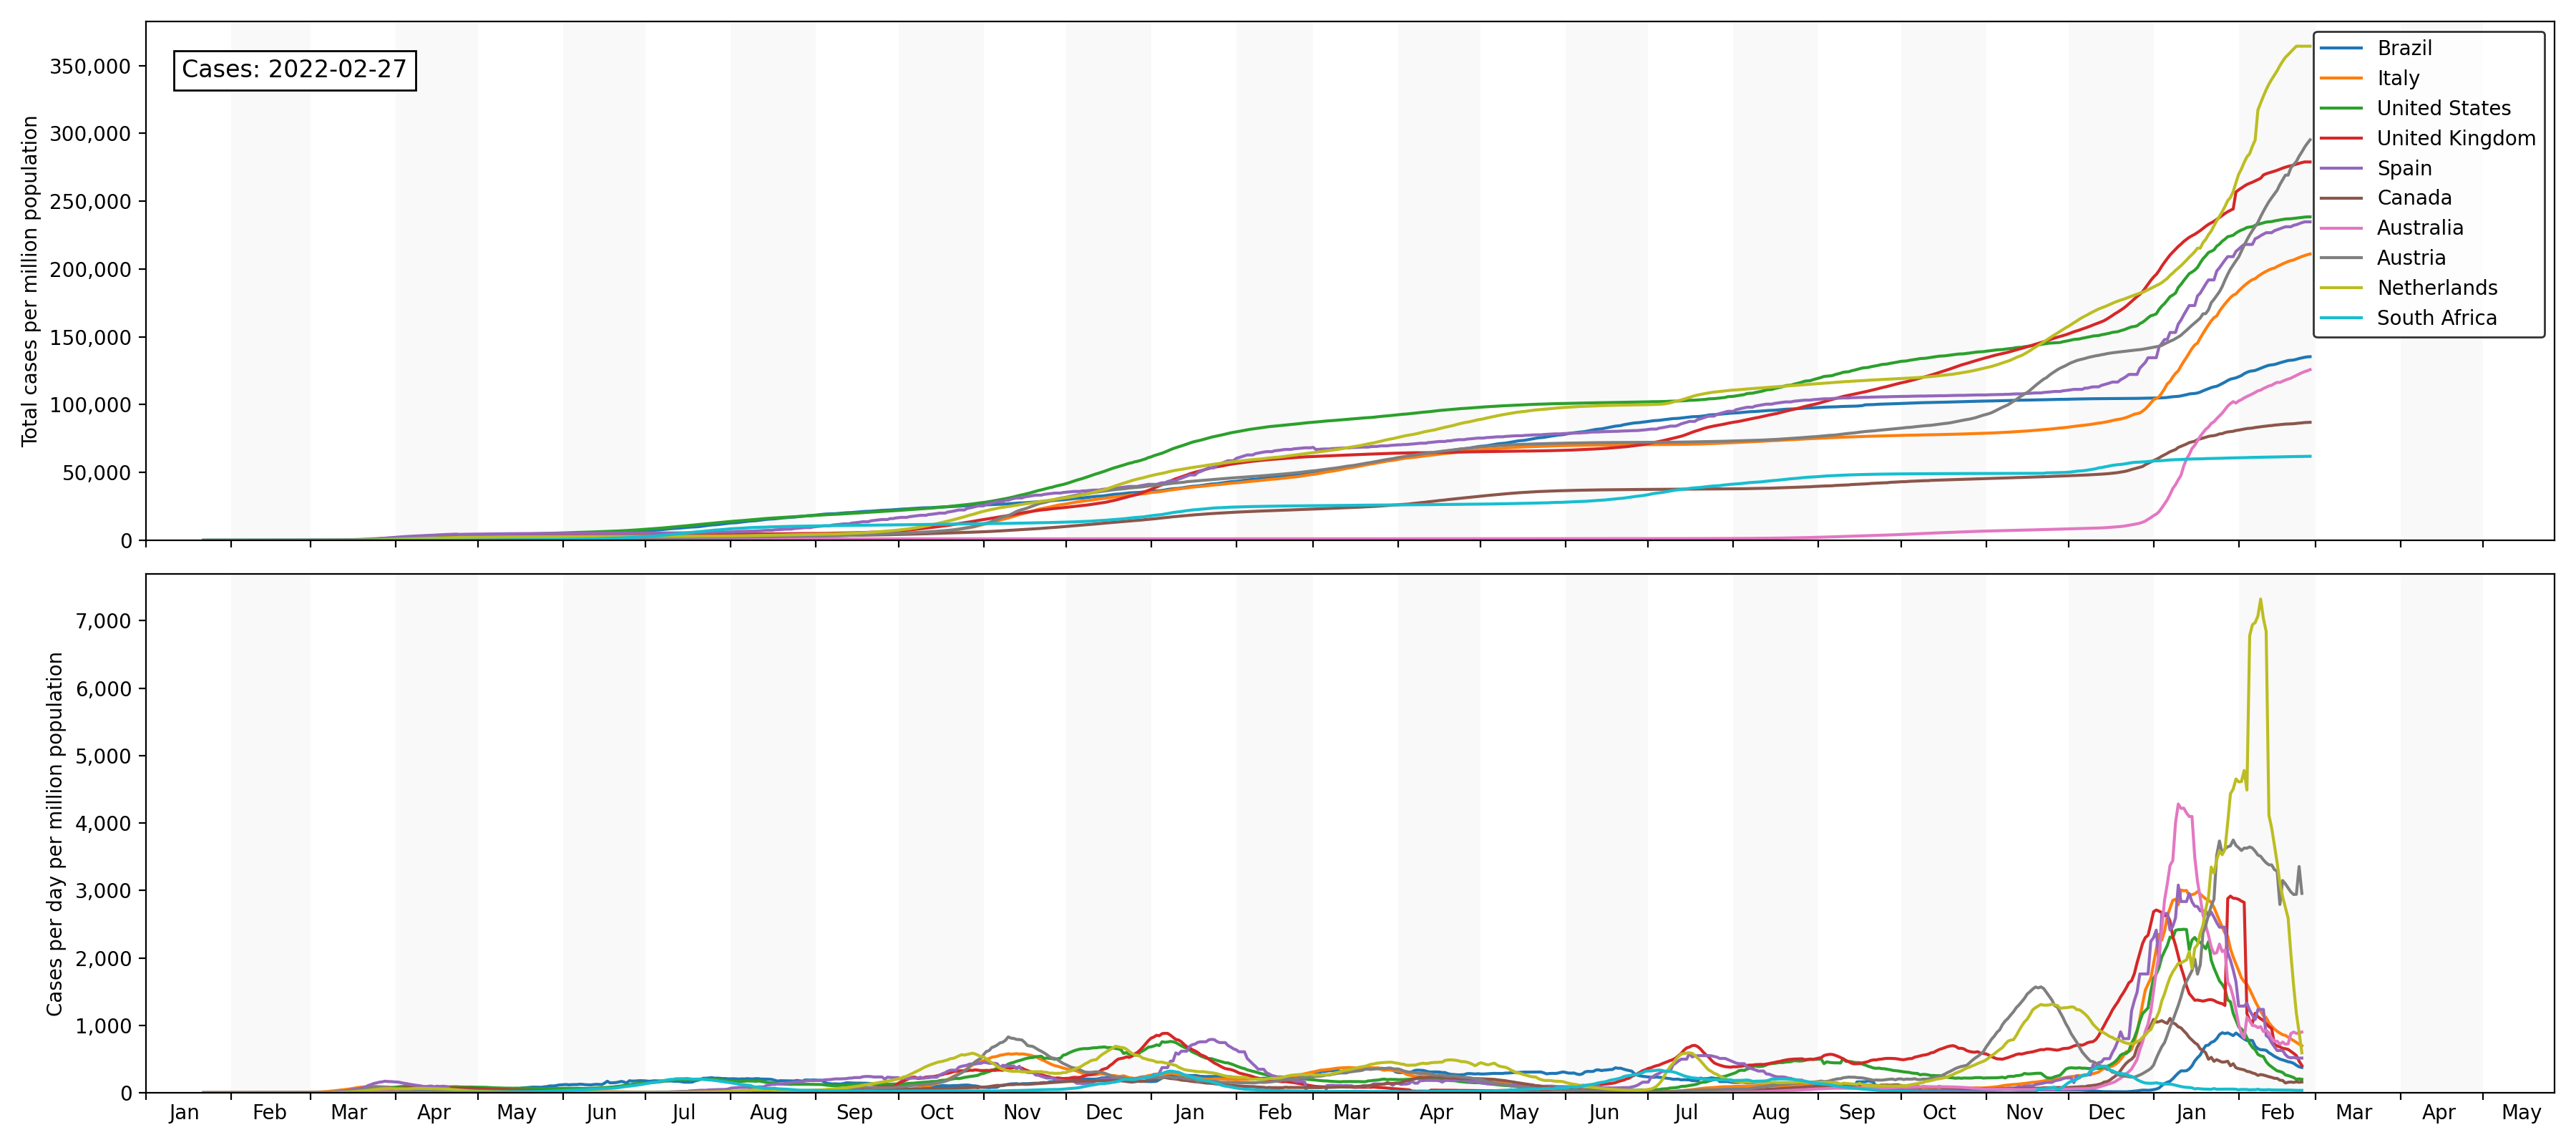 Cases: 2022-02-27
Total cases per million population
350,000
300,000
250,000
200,000
150,000
100,000
50,000
0
Brazil
Italy
United States
United Kingdom
Spain
Canada
Australia
Austria
Netherlands
South Africa
Cases per day per million population
7,000
6,000
5,000
4,000
3,000
2,000
1,000
0
Jan Feb Mar Apr May Jun Jul Aug Sep Oct Nov Dec Jan Feb Mar Apr May Jun Jul Aug Sep Oct Nov Dec Jan Feb Mar Apr May